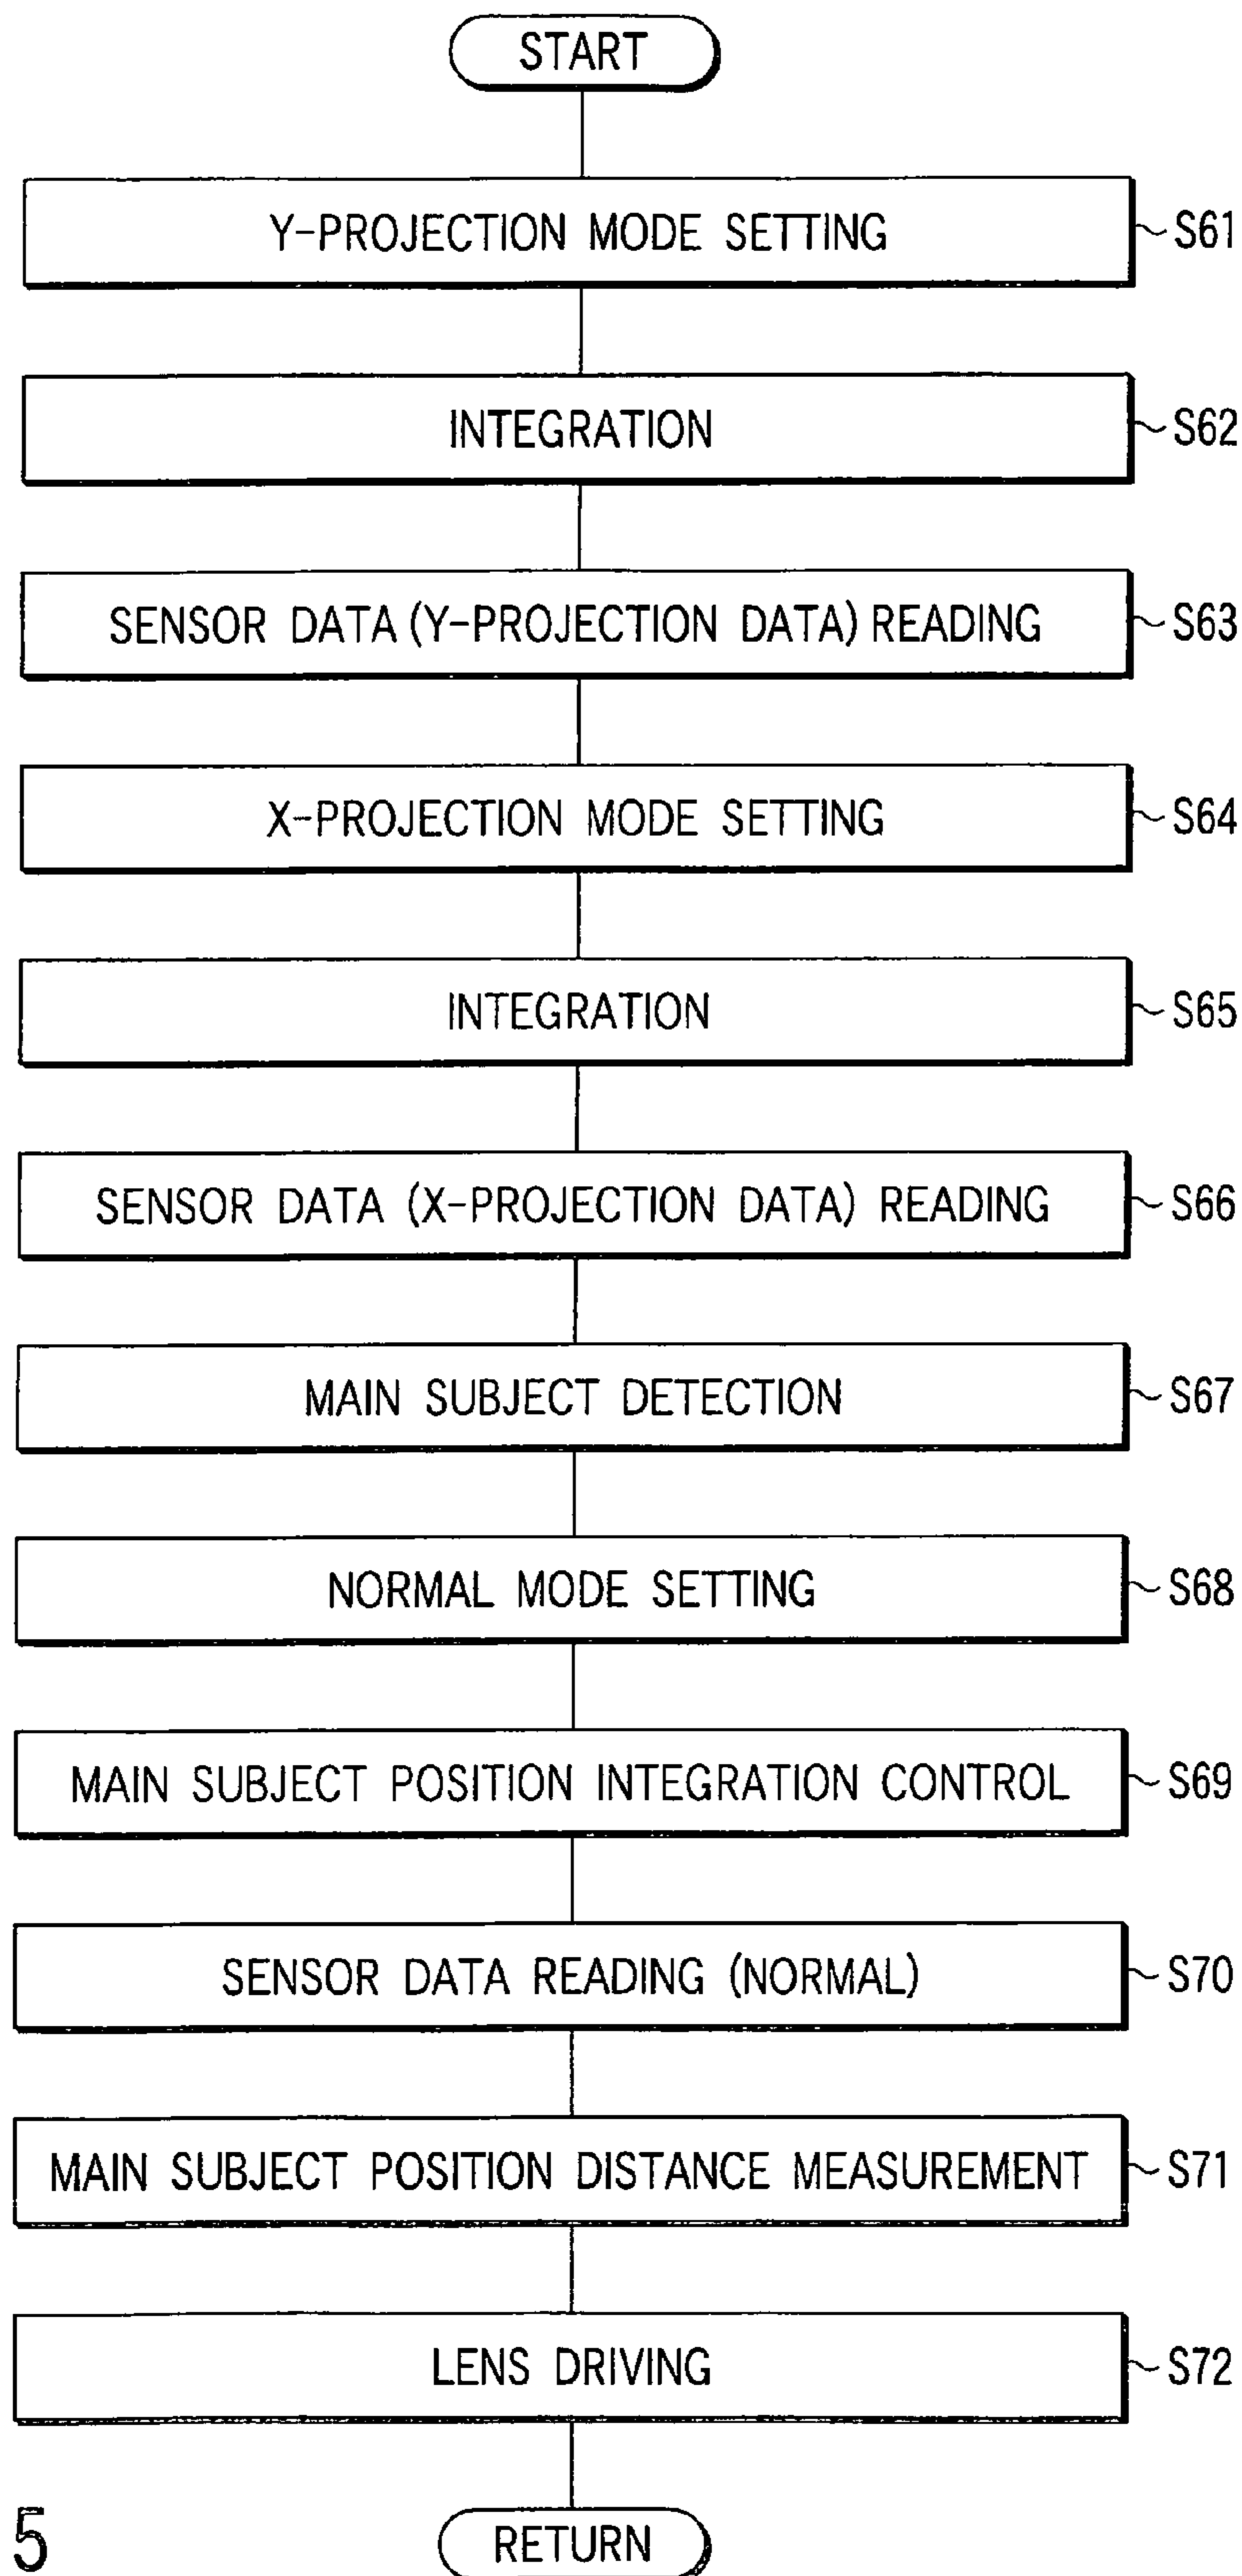 START
Y-PROJECTION MODE SETTING ~S61
INTEGRATION ~S62
SENSOR DATA (Y-PROJECTION DATA) READING ~S63
X-PROJECTION MODE SETTING ~S64
INTEGRATION ~S65
SENSOR DATA (X-PROJECTION DATA) READING ~S66
MAIN SUBJECT DETECTION ~S67
NORMAL MODE SETTING ~S68
MAIN SUBJECT POSITION INTEGRATION CONTROL ~S69
SENSOR DATA READING (NORMAL) ~S70
MAIN SUBJECT POSITION DISTANCE MEASUREMENT ~S71
LENS DRIVING ~S72
5
RETURN